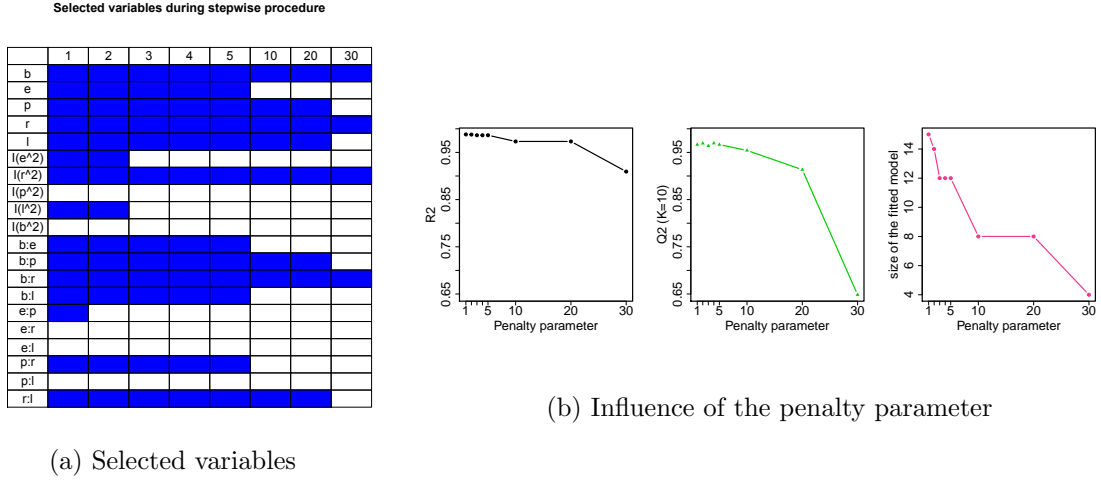 Selected variables during stepwise procedure
1 2 3 4 5 10 20 30
b
e
p
r
l
I(e^2)
I(r^2)
I(p^2)
I(l^2)
I(b^2)
b:e
b:p
b:r
b:l
e:p
e:r
e:l
p:r
p:l
r:l
(a) Selected variables
R2
0.65 0.75 0.85 0.95
1 5 10 20 30
Penalty parameter
Q2 (K=10)
0.65 0.75 0.85 0.95
1 5 10 20 30
Penalty parameter
size of the fitted model
4 6 8 10 12 14
1 5 10 20 30
Penalty parameter
(b) Influence of the penalty parameter